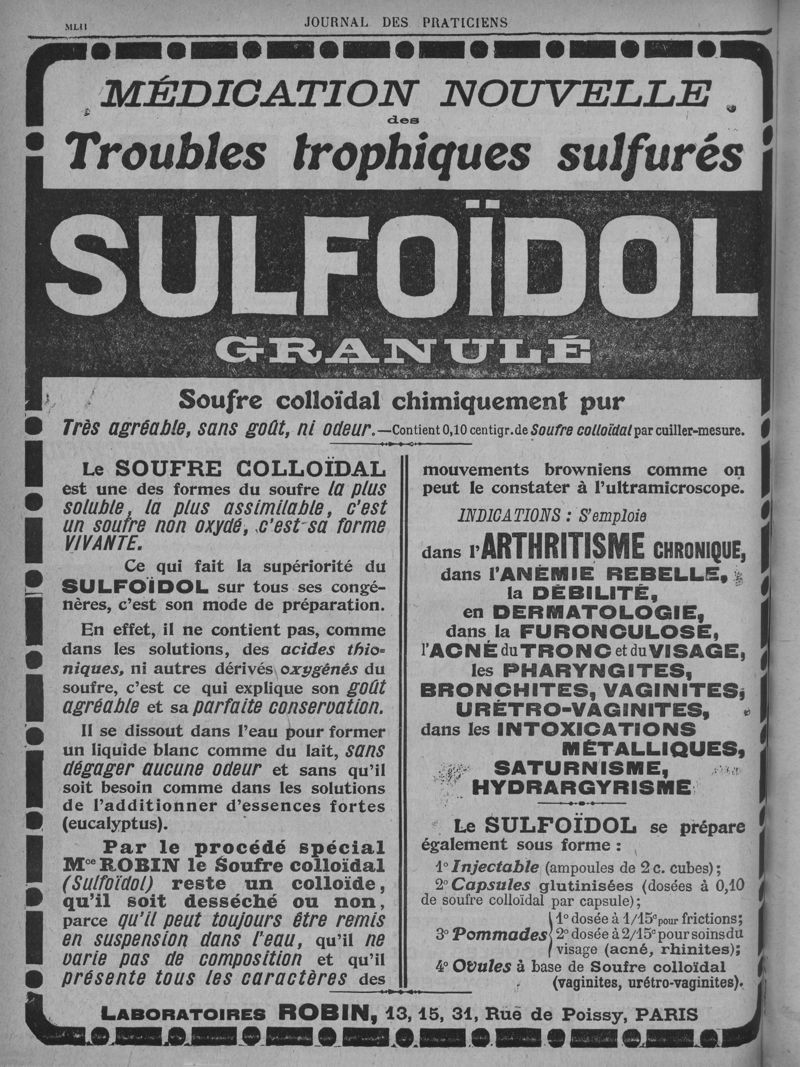 MLII
JOURNAL DES PRATICIENS
MÉDICATION NOUVELLE
des
Troubles trophiques sulfurés
SULFOÏDOL
GRANULÉ
Soufre colloïdal chimiquement pur
Très agréable, sans goût, ni odeur.—Contient 0,10 centigr. de Soufre colloïdal par cuiller-mesure.
Le SOUFRE COLLOÏDAL
est une des formes du soufre la plus
soluble, la plus assimilable, c'est
un soufre non oxydé, c'est sa forme
VIVANTE.
Ce qui fait la supériorité du
SULFOÏDOL sur tous ses congé-
nères, c'est son mode de préparation.
En effet, il ne contient pas, comme
dans les solutions, des acides thio-
niques, ni autres dérivés oxygénés du
soufre, c'est ce qui explique son goût
agréable et sa parfaite conservation.
Il se dissout dans l'eau pour former
un liquide blanc comme du lait, sans
dégager aucune odeur et sans qu'il
soit besoin comme dans les solutions
de l'additionner d'essences fortes
(eucalyptus).
Par le procédé spécial
Mce ROBIN le Soufre colloïdal
(Sulfoïdol) reste un colloïde,
qu'il soit desséché ou non,
parce qu'il peut toujours être remis
en suspension dans l'eau, qu'il ne
varie pas de composition et qu'il
présente tous les caractères des
mouvements browniens comme on
peut le constater à l'ultramicroscope.
INDICATIONS : S'emploie
dans l'ARTHRITISME CHRONIQUE,
dans l'ANÉMIE REBELLE,
la DÉBILITÉ,
en DERMATOLOGIE,
dans la FURONCULOSE,
l'ACNÉ du TRONC et du VISAGE,
les PHARYNGITES,
BRONCHITES, VAGINITES,
URÉTRO-VAGINITES,
dans les INTOXICATIONS
MÉTALLIQUES,
SATURNISME,
HYDRARGYRISME
Le SULFOÏDOL se prépare
également sous forme :
1° Injectable (ampoules de 2 c. cubes) ;
2° Capsules glutinisées (dosées à 0,10
de soufre colloïdal par capsule) ;
3° Pommades
1° dosée à 1/15e pour frictions;
2° dosée à 2/15e pour soins du
visage (acné, rhinites);
4° Ovules à base de Soufre colloïdal
(vaginites, urétro-vaginites).
LABORATOIRES ROBIN, 13, 15, 31, Rue de Poissy, PARIS